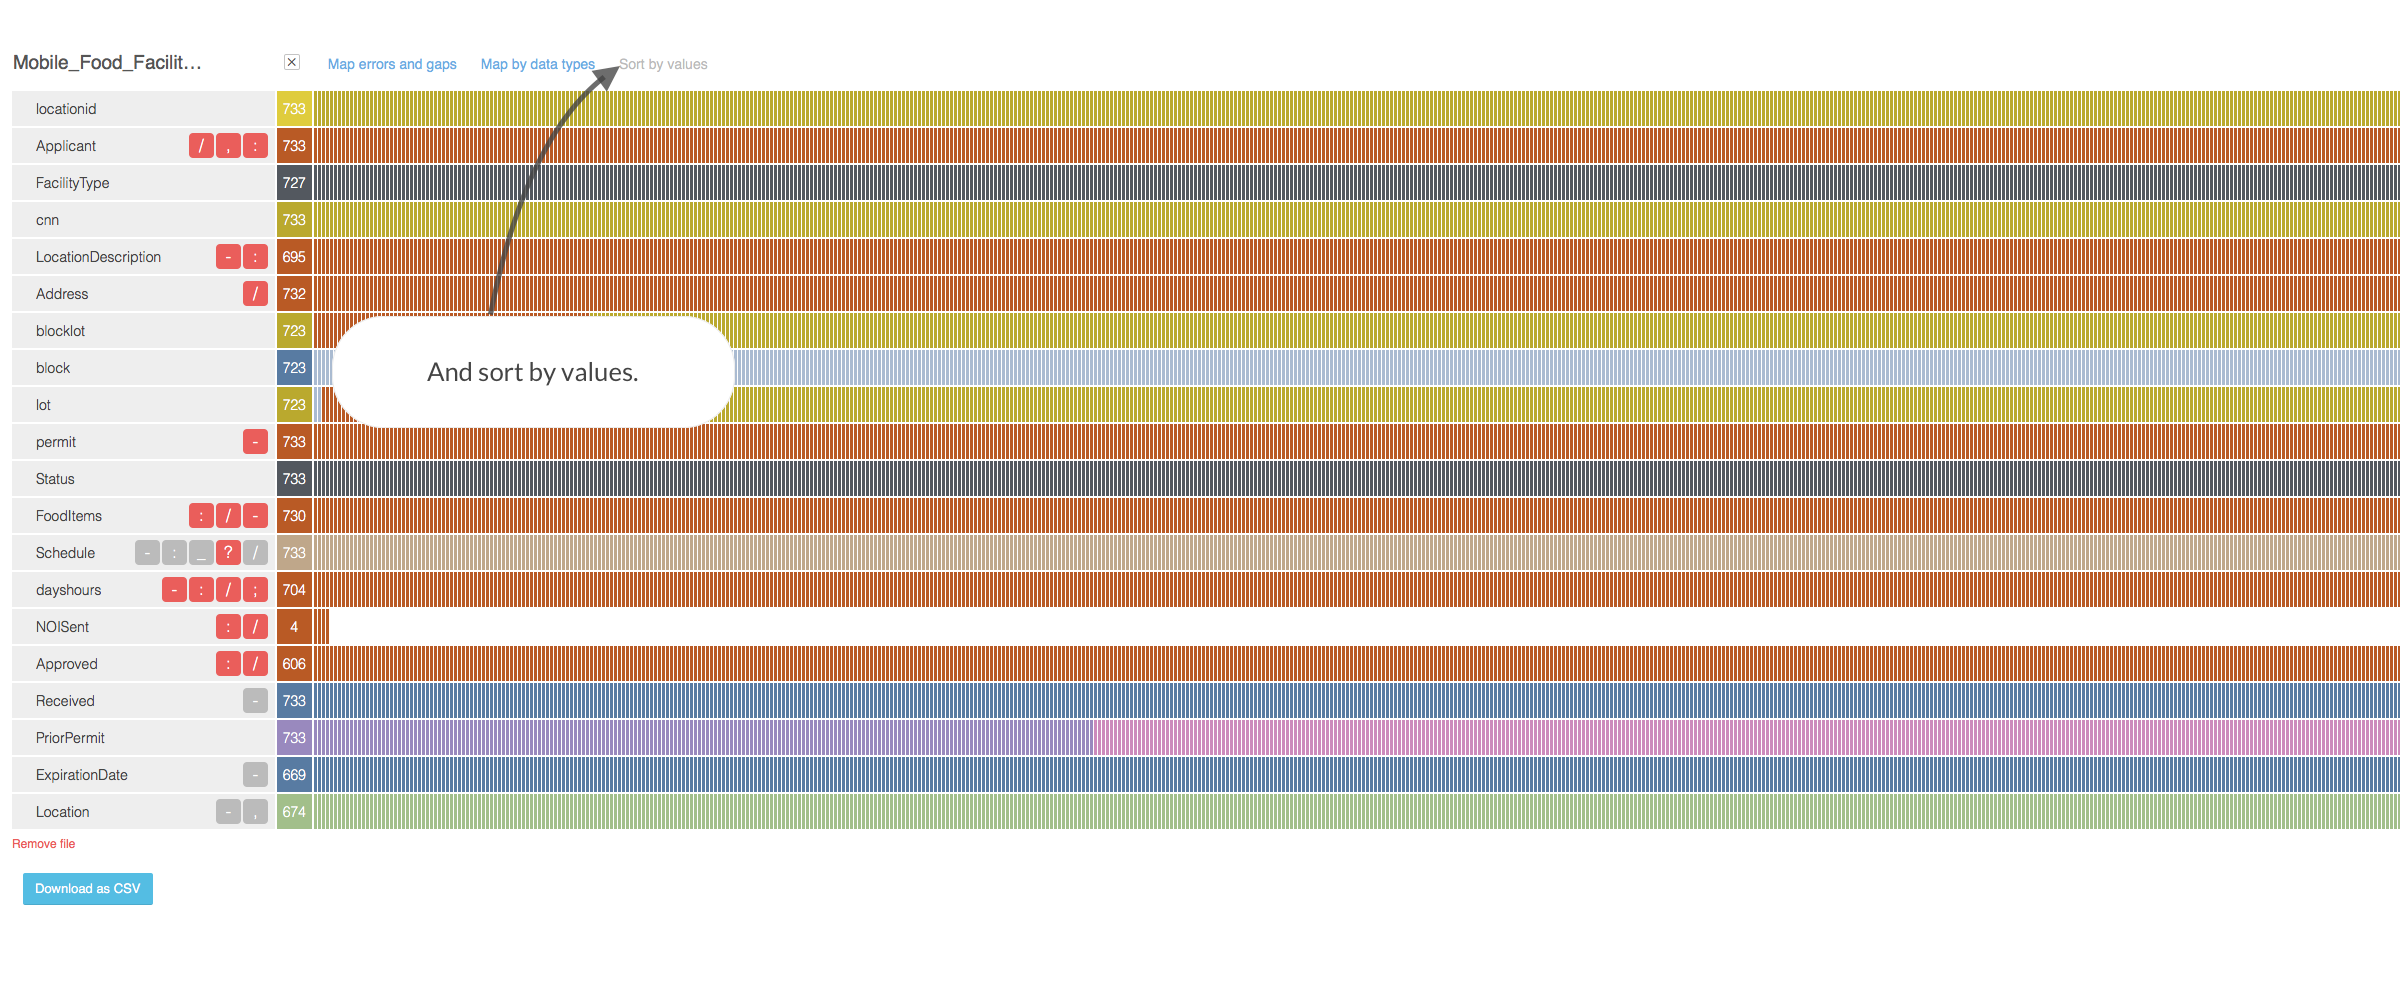 Mobile_Food_Facilit... Map errors and gaps Map by data types Sort by values
locationid 733
Applicant / , : 733
FacilityType 727
cnn 733
LocationDescription - : 695
Address / 732
blocklot 723
block 723
And sort by values.
lot 723
permit - 733
Status 733
FoodItems : / - 730
Schedule - : _ ? / 733
dayshours - : / ; 704
NOISent : / 4
Approved : / 606
Received - 733
PriorPermit 733
ExpirationDate - 669
Location - , 674
Remove file
Download as CSV